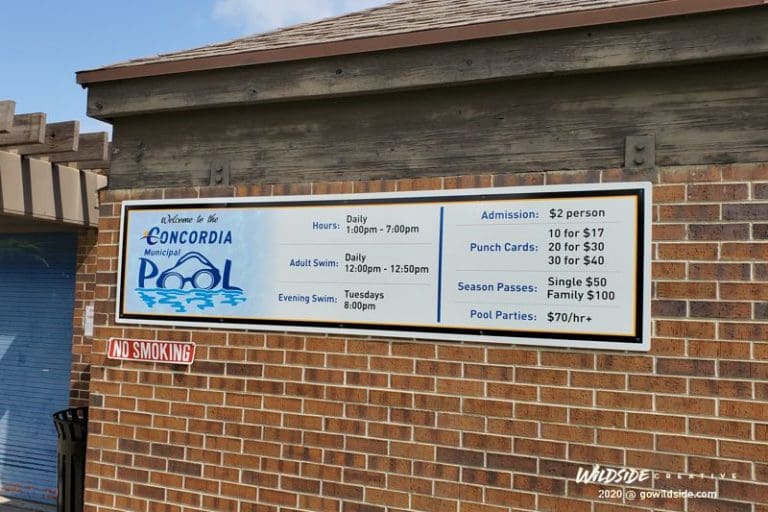 Welcome to the
CONCORDIA
Municipal
POOL
Hours: Daily
1:00pm - 7:00pm
Adult Swim: Daily
12:00pm - 12:50pm
Evening Swim: Tuesdays
8:00pm
Admission: $2 person
Punch Cards: 10 for $17
20 for $30
30 for $40
Season Passes: Single $50
Family $100
Pool Parties: $70/hr+
NO SMOKING
WILDSIDE CREATIVE
2020 @ gowildside.com